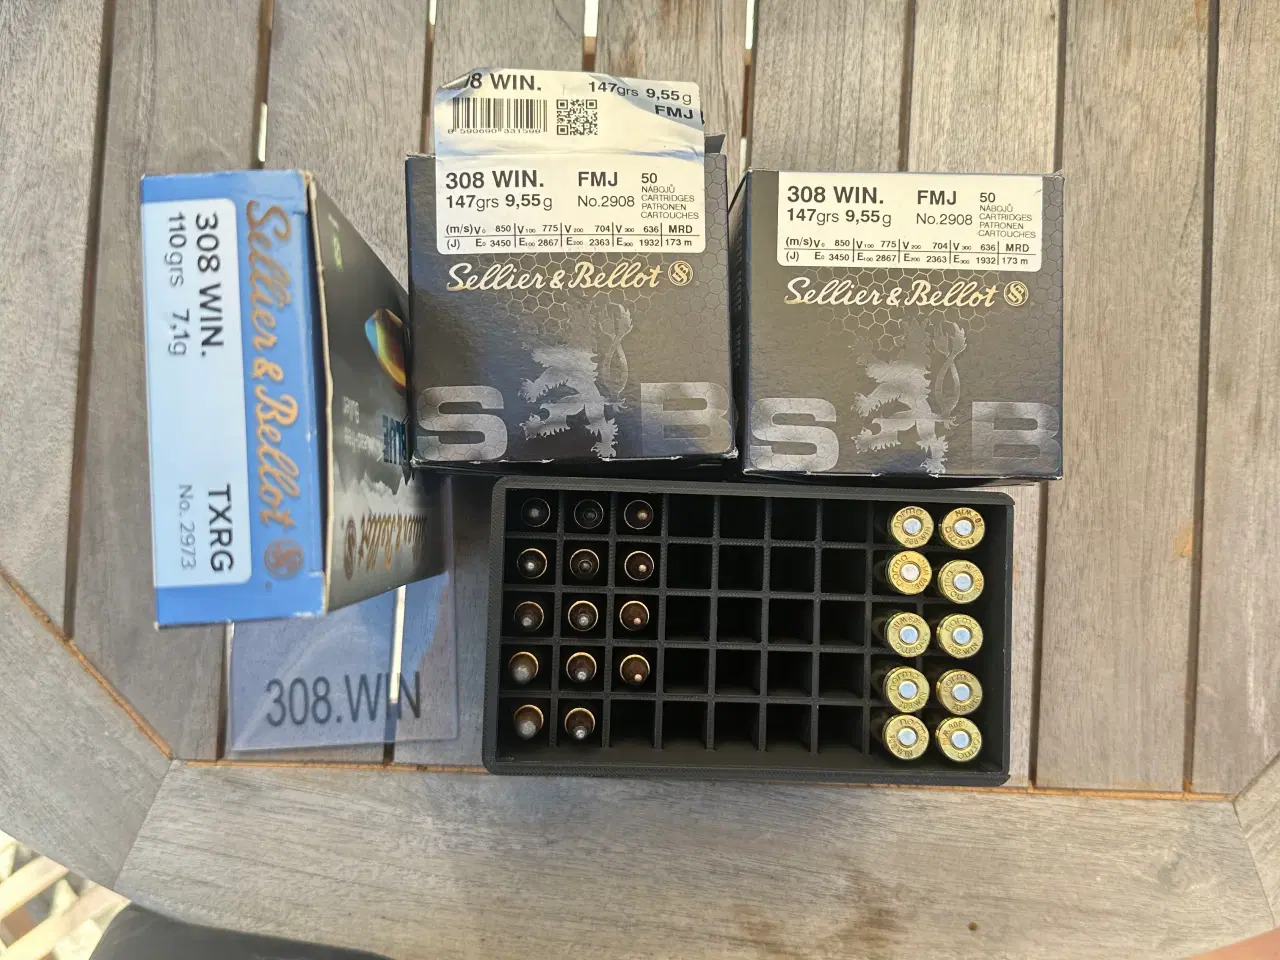 308 WIN.
110grs 7,1g
TXRG
No. 2973
Sellier & Bellot
08 WIN.
147grs 9,55g
FMJ
308 WIN. FMJ 50
147grs 9,55g No.2908
NÁBOJŮ
CARTRIDGES
PATRONEN
CARTOUCHES
(m/s) V0 850 V100 775 V200 704 V300 636 MRD
(J) E0 3450 E100 2867 E200 2363 E300 1932 173 m
Sellier & Bellot
S B
308 WIN. FMJ 50
147grs 9,55g No.2908
NÁBOJŮ
CARTRIDGES
PATRONEN
CARTOUCHES
(m/s) V0 850 V100 775 V200 704 V300 636 MRD
(J) E0 3450 E100 2867 E200 2363 E300 1932 173 m
Sellier & Bellot
S B
308.WIN
norma
308 WIN